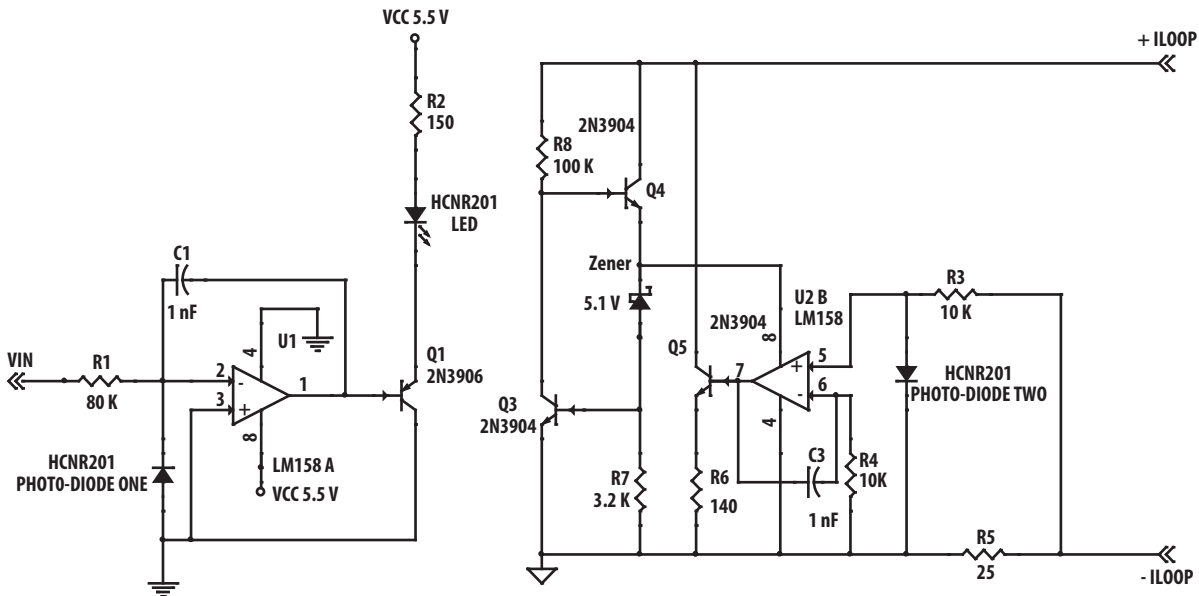 VCC 5.5 V
R2
150
HCNR201
LED
C1
1 nF
4
U1
VIN
R1
80 K
2
-
3
+
1
8
Q1
2N3906
HCNR201
PHOTO-DIODE ONE
LM158 A
VCC 5.5 V
+ ILOOP
2N3904
R8
100 K
Q4
Zener
5.1 V
U2 B
LM158
R3
10 K
2N3904
8
Q5
7
+
5
-
6
4
HCNR201
PHOTO-DIODE TWO
Q3
2N3904
C3
1 nF
R4
10K
R7
3.2 K
R6
140
R5
25
- ILOOP